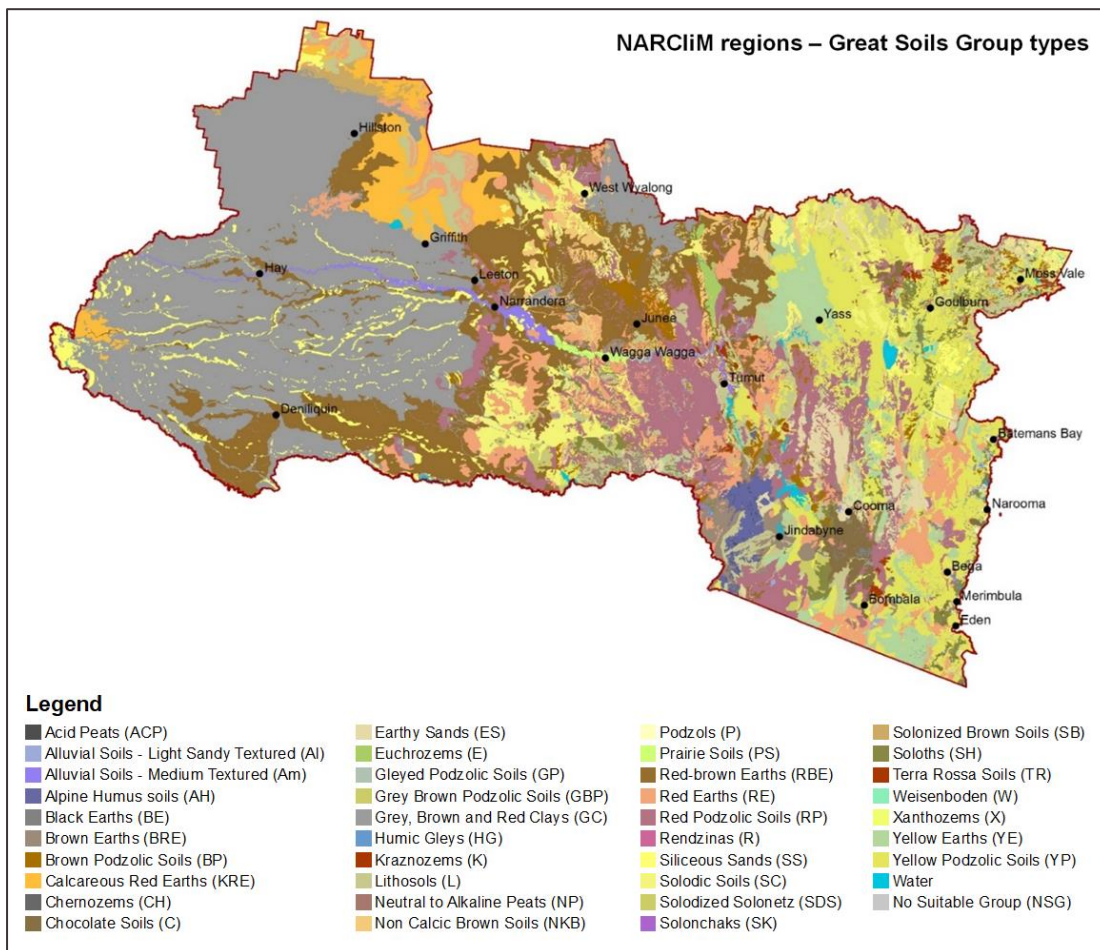 NARCliM regions – Great Soils Group types
Hillston
West Wyalong
Griffith
Hay
Leeton
Moss Vale
Narrandera
Goulburn
Junee
Yass
Wagga Wagga
Tumut
Deniliquin
Batemans Bay
Cooma
Narooma
Jindabyne
Bega
Bombala
Merimbula
Eden
Legend
Acid Peats (ACP)
Alluvial Soils - Light Sandy Textured (Al)
Alluvial Soils - Medium Textured (Am)
Alpine Humus soils (AH)
Black Earths (BE)
Brown Earths (BRE)
Brown Podzolic Soils (BP)
Calcareous Red Earths (KRE)
Chernozems (CH)
Chocolate Soils (C)
Earthy Sands (ES)
Euchrozems (E)
Gleyed Podzolic Soils (GP)
Grey Brown Podzolic Soils (GBP)
Grey, Brown and Red Clays (GC)
Humic Gleys (HG)
Kraznozems (K)
Lithosols (L)
Neutral to Alkaline Peats (NP)
Non Calcic Brown Soils (NKB)
Podzols (P)
Prairie Soils (PS)
Red-brown Earths (RBE)
Red Earths (RE)
Red Podzolic Soils (RP)
Rendzinas (R)
Siliceous Sands (SS)
Solodic Soils (SC)
Solodized Solonetz (SDS)
Solonchaks (SK)
Solonized Brown Soils (SB)
Soloths (SH)
Terra Rossa Soils (TR)
Weisenboden (W)
Xanthozems (X)
Yellow Earths (YE)
Yellow Podzolic Soils (YP)
Water
No Suitable Group (NSG)